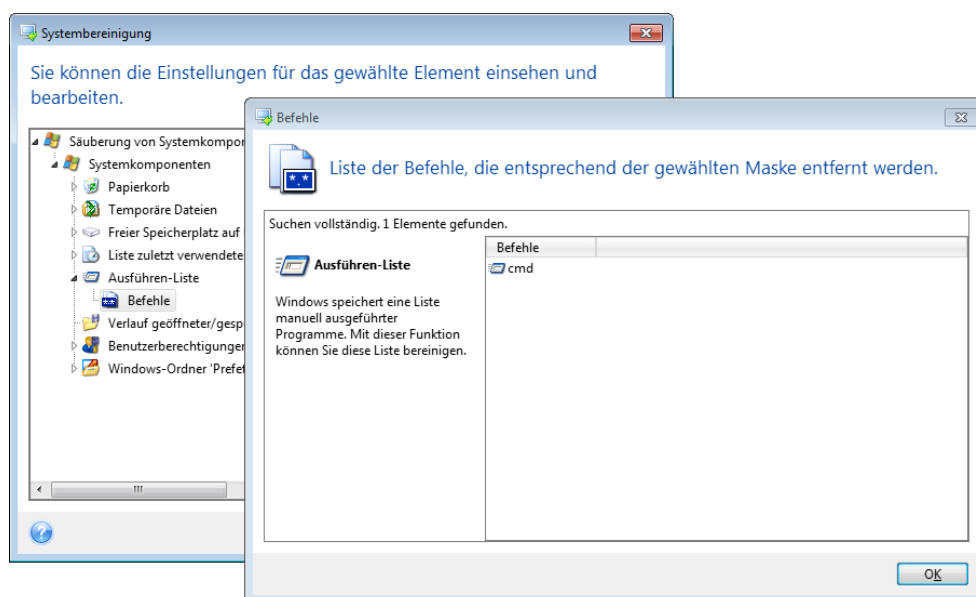 Systembereinigung
Sie können die Einstellungen für das gewählte Element einsehen und
bearbeiten.
Säuberung von Systemkompor
Systemkomponenten
Papierkorb
Temporäre Dateien
Freier Speicherplatz auf
Liste zuletzt verwendete
Ausführen-Liste
Befehle
Verlauf geöffneter/gesp
Benutzerberechtigunger
Windows-Ordner 'Prefet
Befehle
Liste der Befehle, die entsprechend der gewählten Maske entfernt werden.
Suchen vollständig. 1 Elemente gefunden.
Ausführen-Liste
Windows speichert eine Liste
manuell ausgeführter
Programme. Mit dieser Funktion
können Sie diese Liste bereinigen.
Befehle
cmd
OK